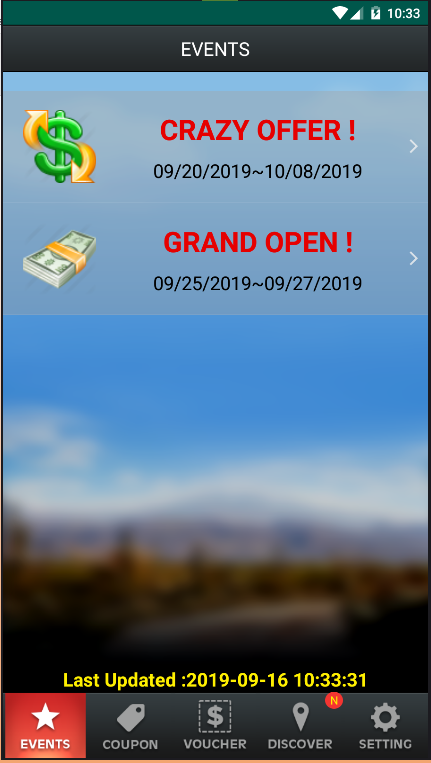 10:33
EVENTS
CRAZY OFFER !
09/20/2019~10/08/2019
GRAND OPEN !
09/25/2019~09/27/2019
Last Updated :2019-09-16 10:33:31
N
EVENTS COUPON VOUCHER DISCOVER SETTING